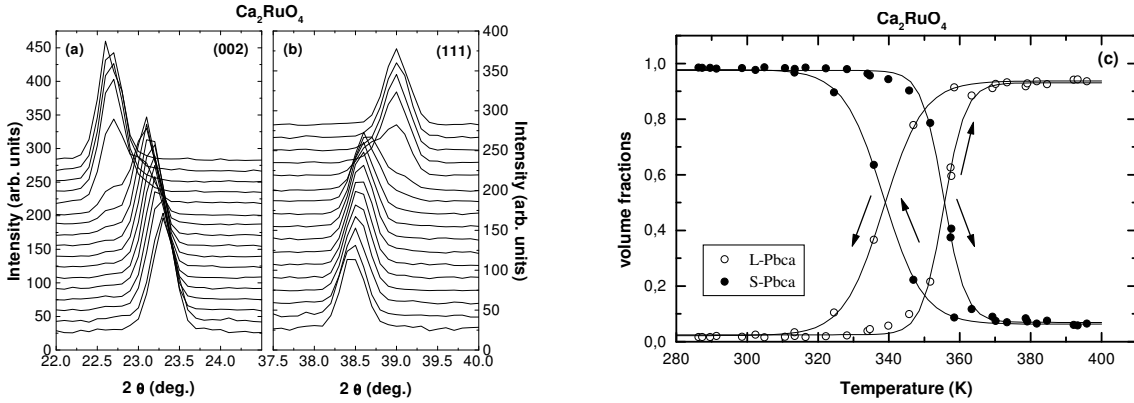 Ca2RuO4
(a)
(002)
450
400
350
300
250
200
150
100
50
0
Intensity (arb. units)
22.0 22.5 23.0 23.5 24.0
2 θ (deg.)
(b)
(111)
400
350
300
250
200
150
100
50
0
Intensity (arb. units)
37.5 38.0 38.5 39.0 39.5 40.0
2 θ (deg.)
Ca2RuO4
(c)
1,0
0,8
0,6
0,4
0,2
0,0
volume fractions
L-Pbca
S-Pbca
280 300 320 340 360 380 400
Temperature (K)